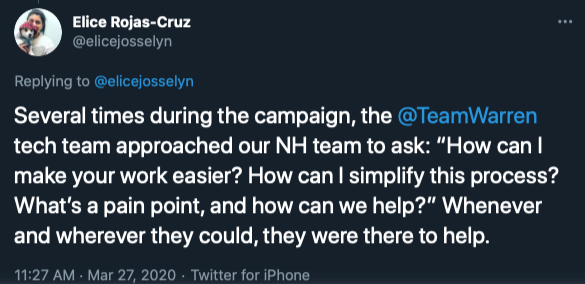 Elice Rojas-Cruz
@elicejosselyn
Replying to @elicejosselyn
Several times during the campaign, the @TeamWarren
tech team approached our NH team to ask: “How can I
make your work easier? How can I simplify this process?
What's a pain point, and how can we help?” Whenever
and wherever they could, they were there to help.
11:27 AM · Mar 27, 2020 · Twitter for iPhone